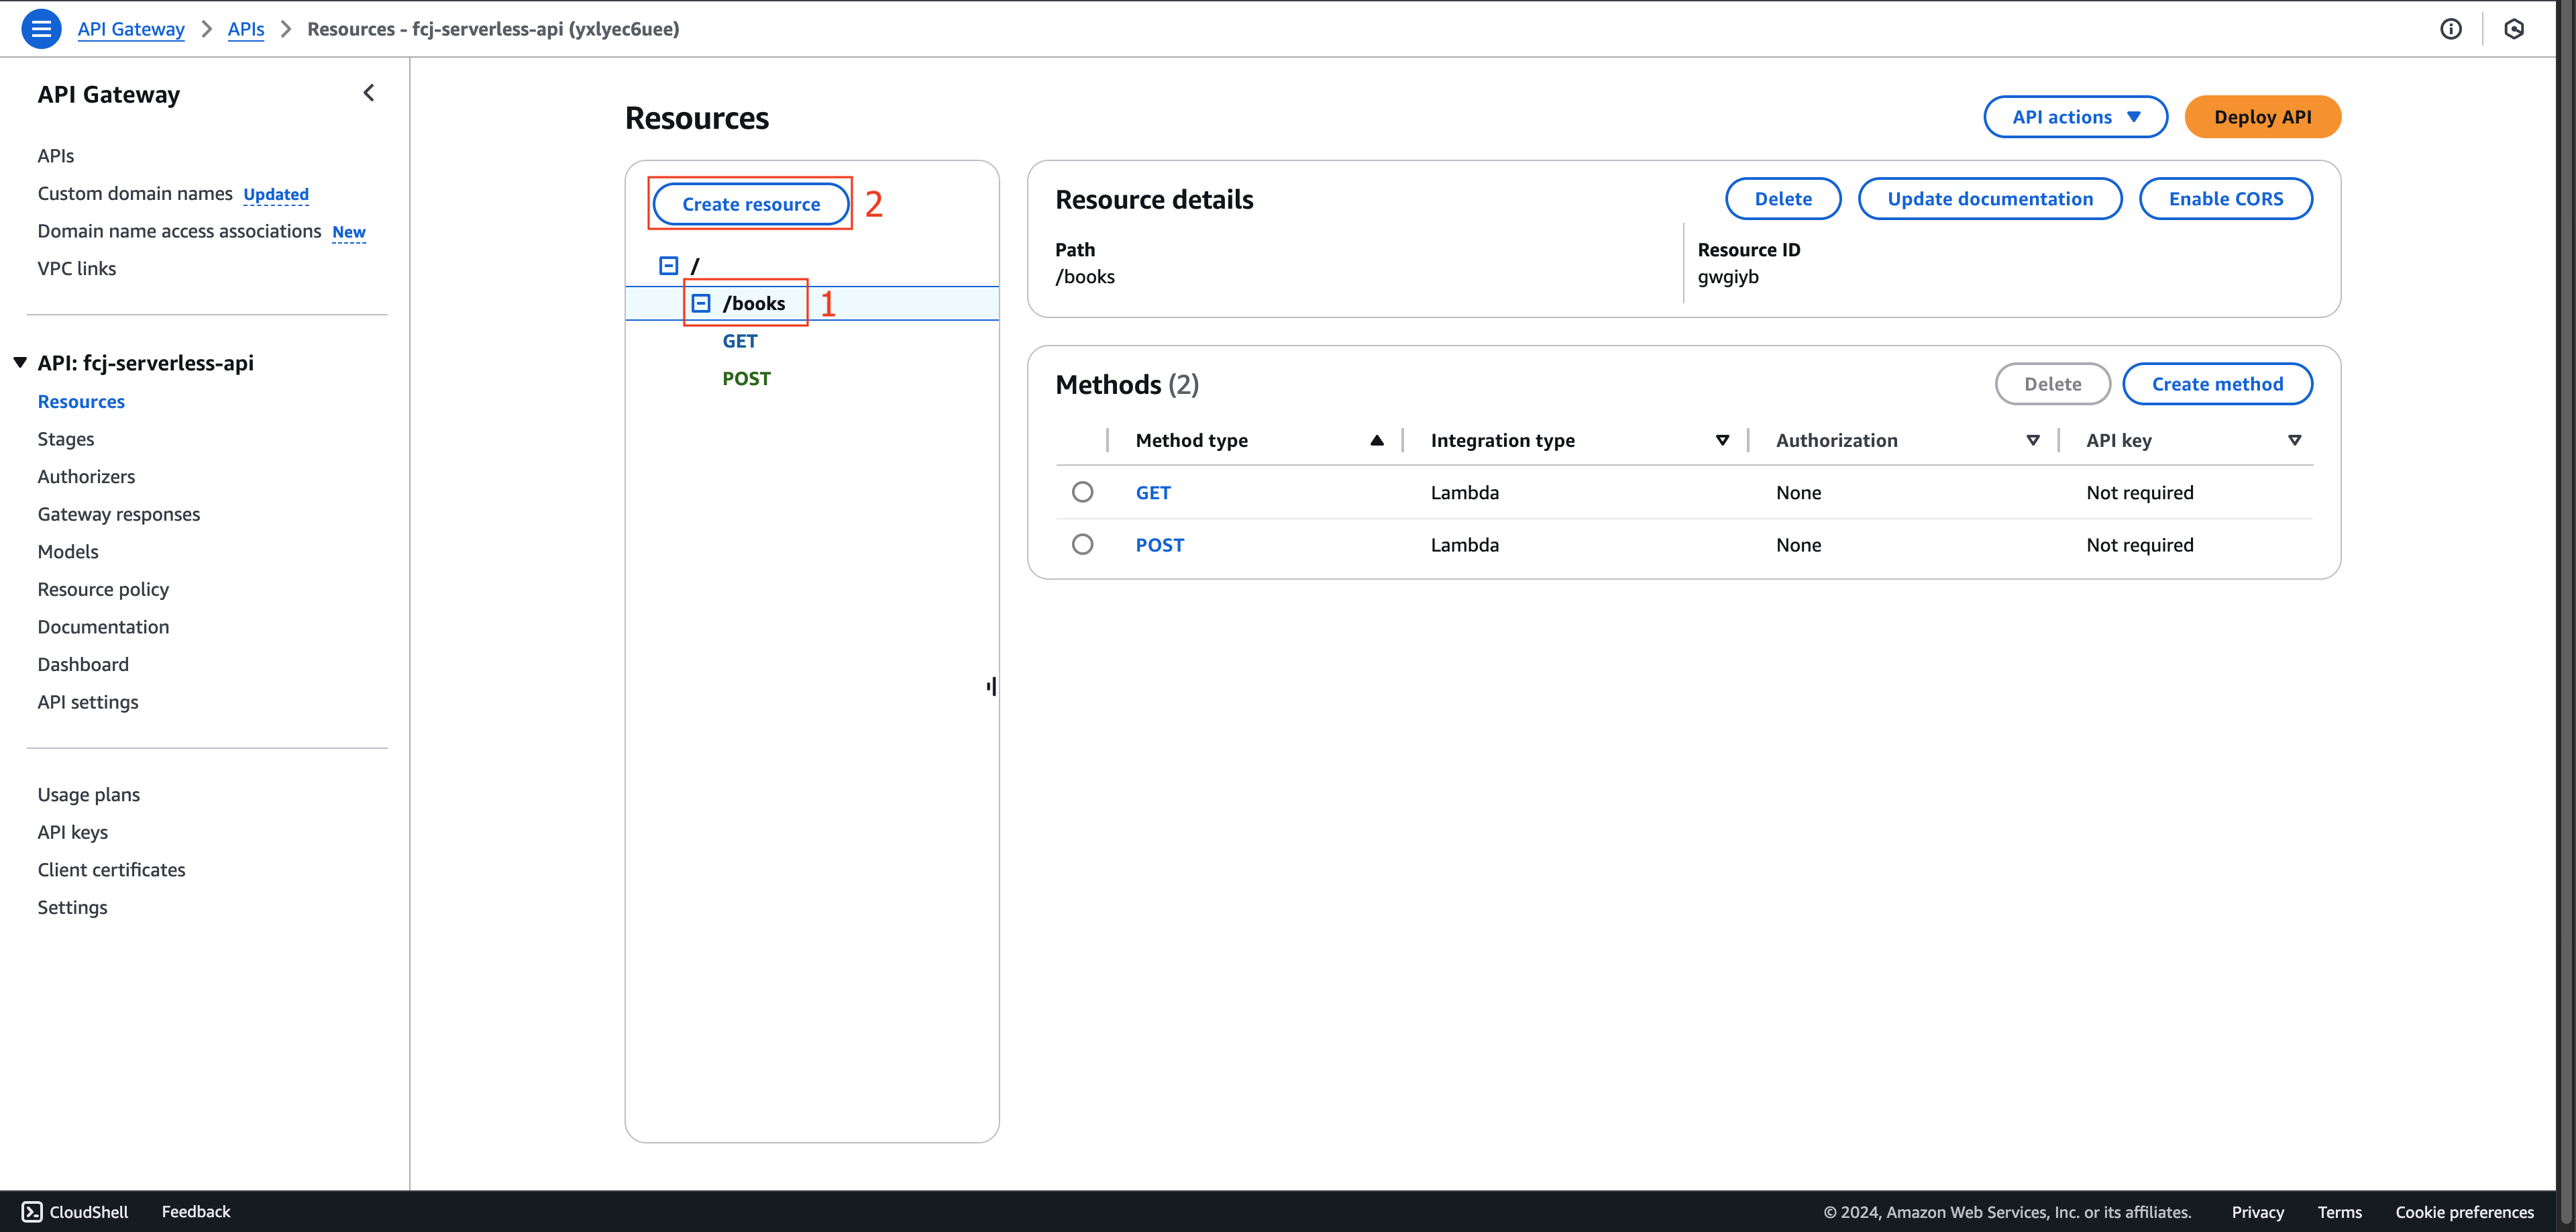 API Gateway > APIs > Resources - fcj-serverless-api (yxlyec6uee)
API Gateway
APIs
Custom domain names Updated
Domain name access associations New
VPC links
API: fcj-serverless-api
Resources
Stages
Authorizers
Gateway responses
Models
Resource policy
Documentation
Dashboard
API settings
Usage plans
API keys
Client certificates
Settings
Resources
API actions
Deploy API
Create resource 2
/
/books 1
GET
POST
Resource details
Delete
Update documentation
Enable CORS
Path
/books
Resource ID
gwgiyb
Methods (2)
Delete
Create method
Method type Integration type Authorization API key
GET Lambda None Not required
POST Lambda None Not required
CloudShell Feedback © 2024, Amazon Web Services, Inc. or its affiliates. Privacy Terms Cookie preferences